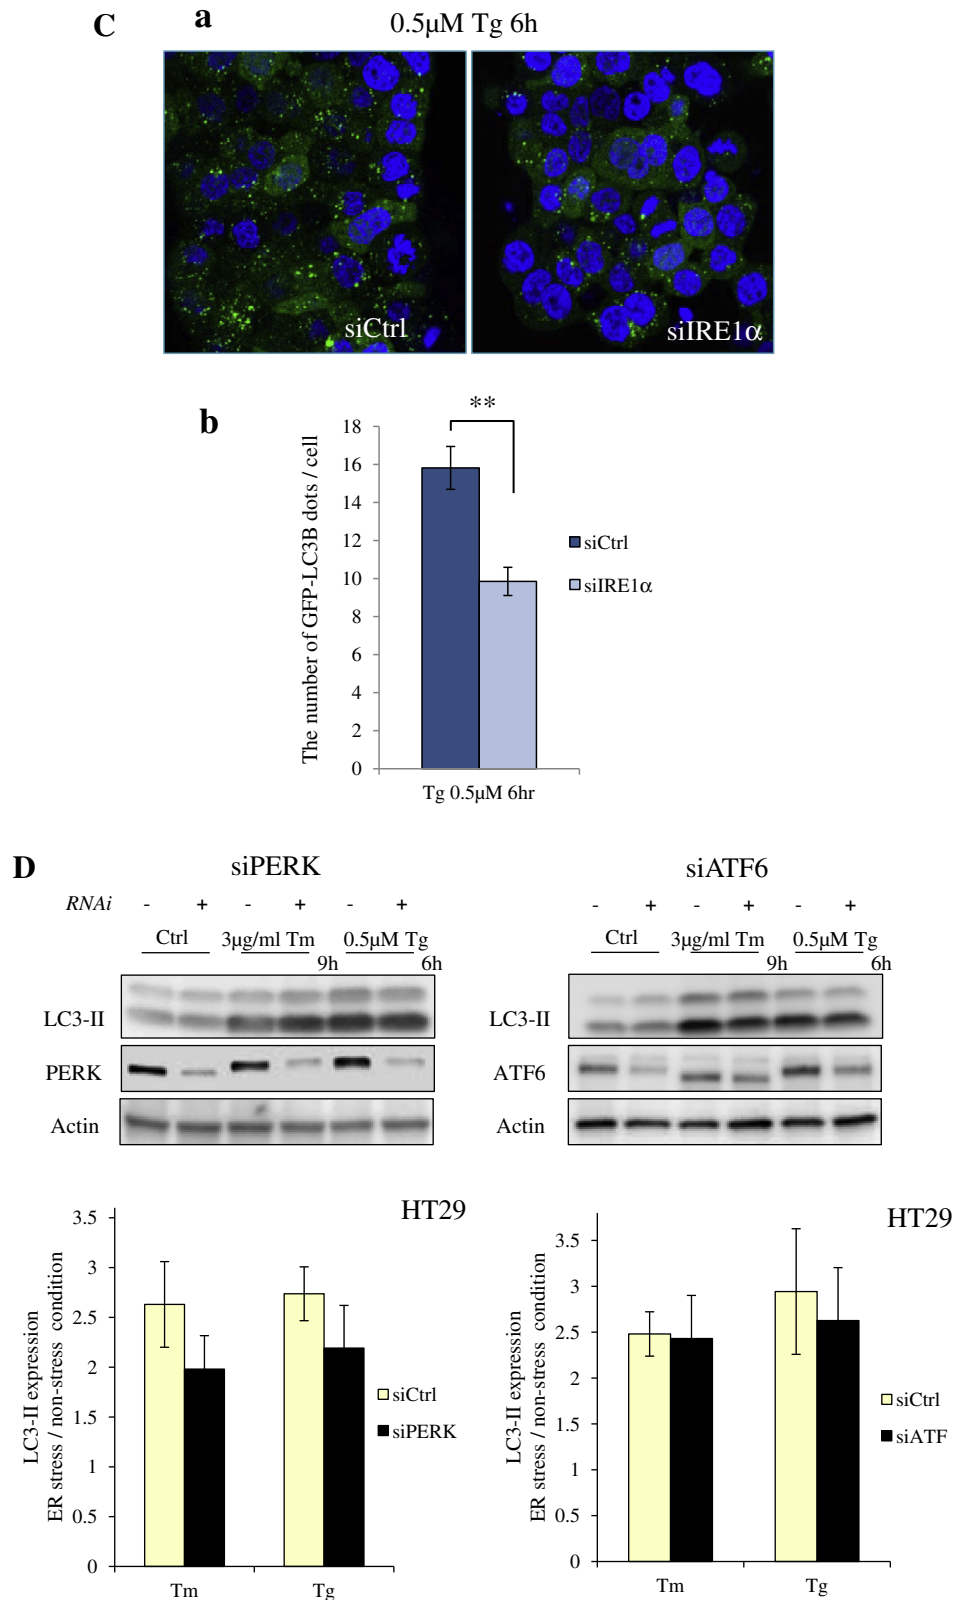 C a 0.5μM Tg 6h
siCtrl siIRE1α
b
**
The number of GFP-LC3B dots / cell
18
16
14
12
10
8
6
4
2
0
siCtrl
siIRE1α
Tg 0.5μM 6hr
D
siPERK
RNAi - + - + - +
Ctrl 3μg/ml Tm 0.5μM Tg
9h 6h
LC3-II
PERK
Actin
siATF6
- + - + - +
Ctrl 3μg/ml Tm 0.5μM Tg
9h 6h
LC3-II
ATF6
Actin
HT29
LC3-II expression
ER stress / non-stress condition
3.5
3
2.5
2
1.5
1
0.5
0
siCtrl
siPERK
Tm Tg
HT29
LC3-II expression
ER stress / non-stress condition
3.5
3
2.5
2
1.5
1
0.5
0
siCtrl
siATF
Tm Tg